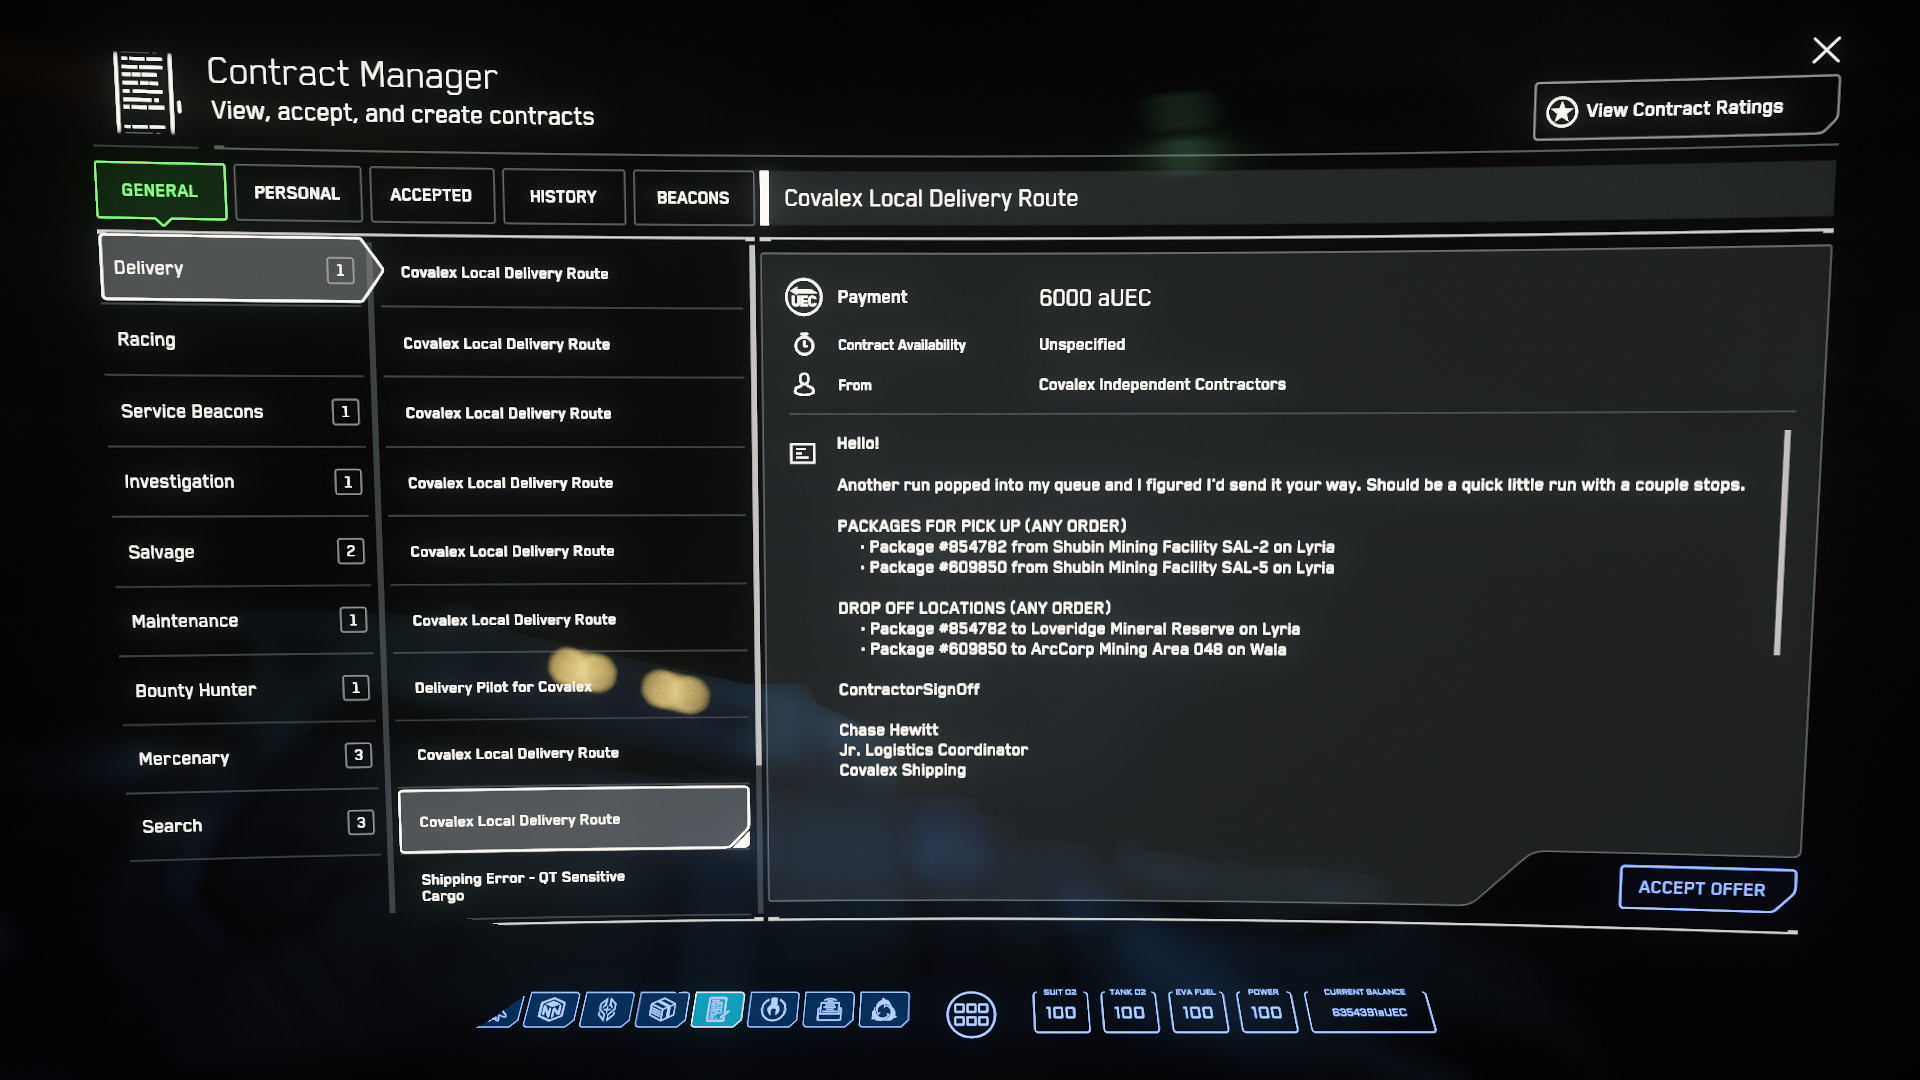 Contract Manager
View, accept, and create contracts
View Contract Ratings
GENERAL
PERSONAL
ACCEPTED
HISTORY
BEACONS
Covalex Local Delivery Route
Delivery 1
Racing
Service Beacons 1
Investigation 1
Salvage 2
Maintenance 1
Bounty Hunter 1
Mercenary 3
Search 3
Covalex Local Delivery Route
Covalex Local Delivery Route
Covalex Local Delivery Route
Covalex Local Delivery Route
Covalex Local Delivery Route
Covalex Local Delivery Route
Delivery Pilot for Covalex
Covalex Local Delivery Route
Covalex Local Delivery Route
Shipping Error - QT Sensitive
Cargo
UEC Payment 6000 aUEC
Contract Availability Unspecified
From Covalex Independent Contractors
Hello!
Another run popped into my queue and I figured I'd send it your way. Should be a quick little run with a couple stops.
PACKAGES FOR PICK UP (ANY ORDER)
· Package #854782 from Shubin Mining Facility SAL-2 on Lyria
· Package #609850 from Shubin Mining Facility SAL-5 on Lyria
DROP OFF LOCATIONS (ANY ORDER)
· Package #854782 to Loveridge Mineral Reserve on Lyria
· Package #609850 to ArcCorp Mining Area 048 on Wala
ContractorSignOff
Chase Hewitt
Jr. Logistics Coordinator
Covalex Shipping
ACCEPT OFFER
SUIT O2
100
TANK O2
100
EVA FUEL
100
POWER
100
CURRENT BALANCE
6354391aUEC